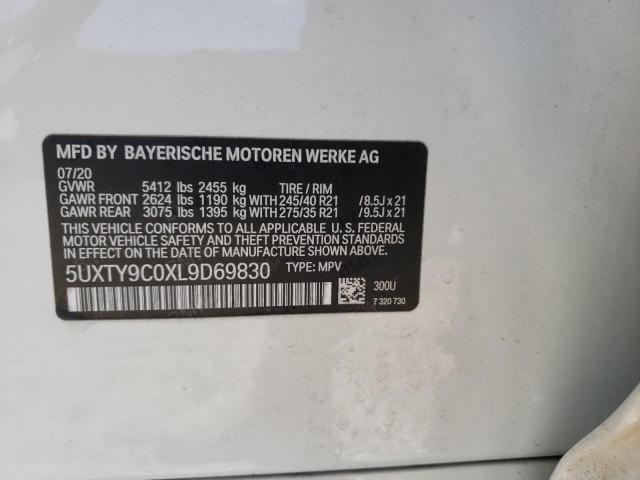 MFD BY BAYERISCHE MOTOREN WERKE AG
07/20
GVWR 5412 lbs 2455 kg TIRE / RIM
GAWR FRONT 2624 lbs 1190 kg WITH 245/40 R21 /8.5J x 21
GAWR REAR 3075 lbs 1395 kg WITH 275/35 R21 /9.5J x 21
THIS VEHICLE CONFORMS TO ALL APPLICABLE U. S. FEDERAL
MOTOR VEHICLE SAFETY AND THEFT PREVENTION STANDARDS
IN EFFECT ON THE DATE OF MANUFACTURE SHOWN ABOVE.
5UXTY9C0XL9D69830 TYPE: MPV
300U
7 320 730